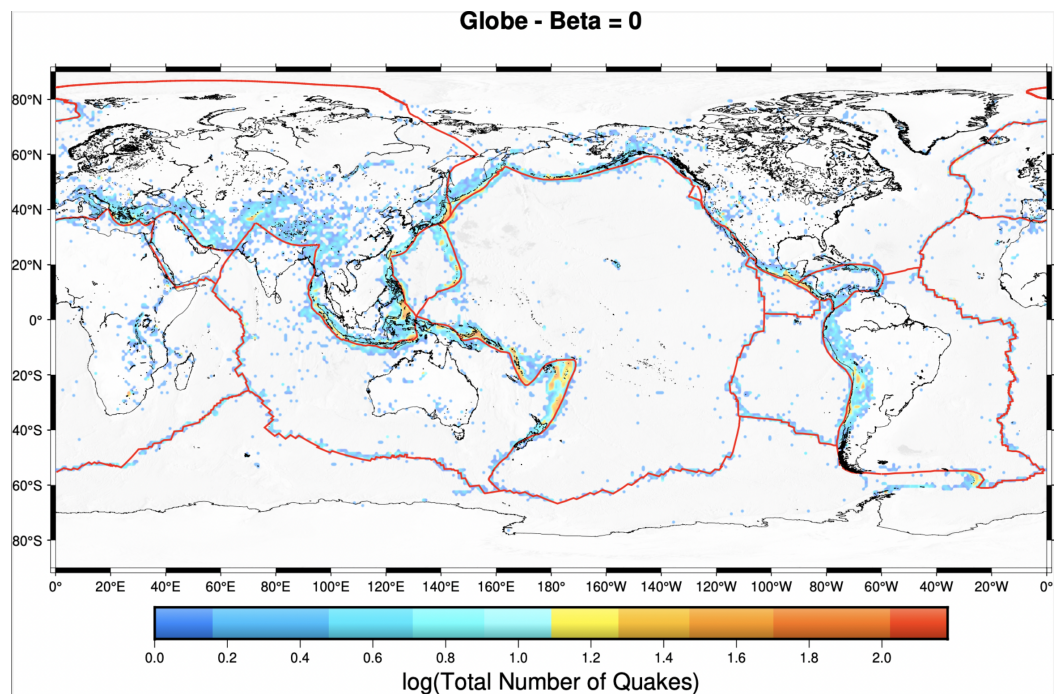 Globe - Beta = 0
80°N
60°N
40°N
20°N
0°
20°S
40°S
60°S
80°S
0° 20°E 40°E 60°E 80°E 100°E 120°E 140°E 160°E 180° 160°W 140°W 120°W 100°W 80°W 60°W 40°W 20°W 0°
0.0 0.2 0.4 0.6 0.8 1.0 1.2 1.4 1.6 1.8 2.0
log(Total Number of Quakes)